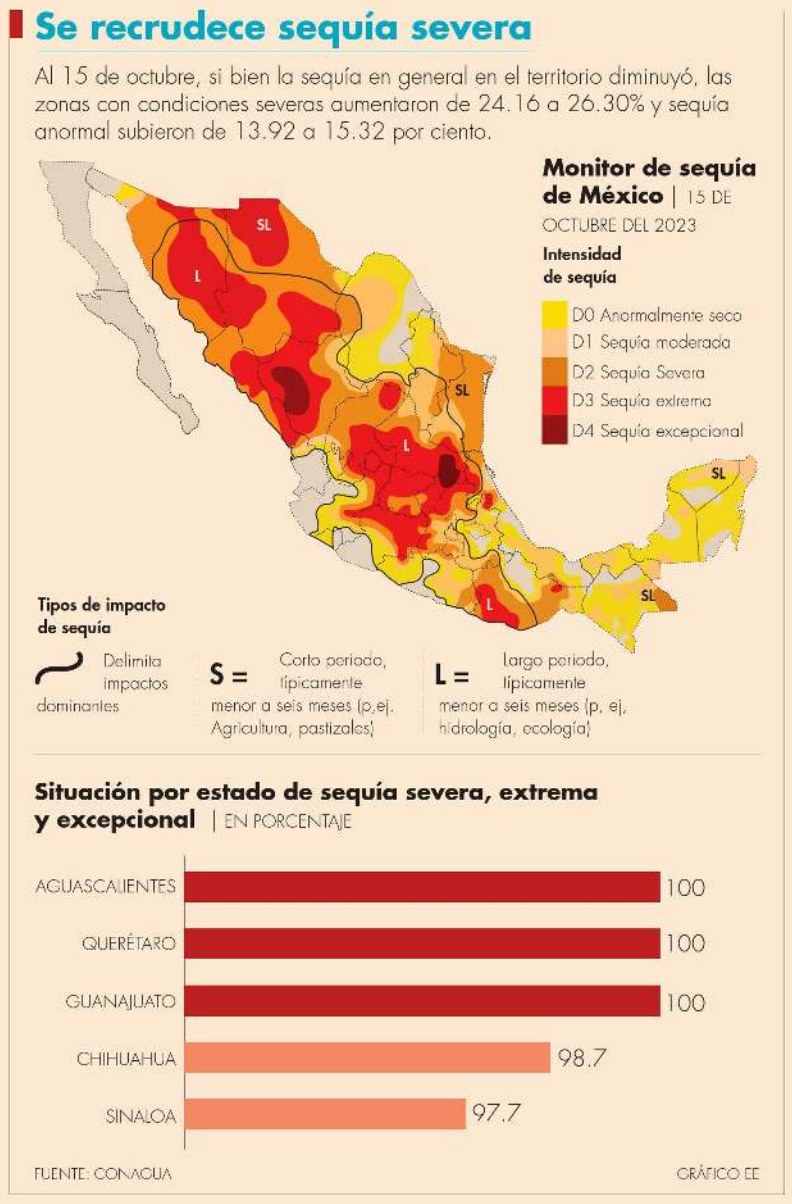 Se recrudece sequía severa
Al 15 de octubre, si bien la sequía en general en el territorio diminuyó, las
zonas con condiciones severas aumentaron de 24.16 a 26.30% y sequía
anormal subieron de 13.92 a 15.32 por ciento.
Monitor de sequía
de México | 15 DE
OCTUBRE DEL 2023
Intensidad
de sequía
D0 Anormalmente seco
D1 Sequía moderada
D2 Sequía Severa
D3 Sequía extrema
D4 Sequía excepcional
SL
L
SL
L
SL
SL
L
Tipos de impacto
de sequía
Delimita
impactos
dominantes
S = Corto periodo,
típicamente
menor a seis meses (p,ej.
Agricultura, pastizales)
L = Largo periodo,
típicamente
menor a seis meses (p, ej,
hidrología, ecología)
Situación por estado de sequía severa, extrema
y excepcional | EN PORCENTAJE
AGUASCALIENTES 100
QUERÉTARO 100
GUANAJUATO 100
CHIHUAHUA 98.7
SINALOA 97.7
FUENTE: CONAGUA
GRÁFICO EE